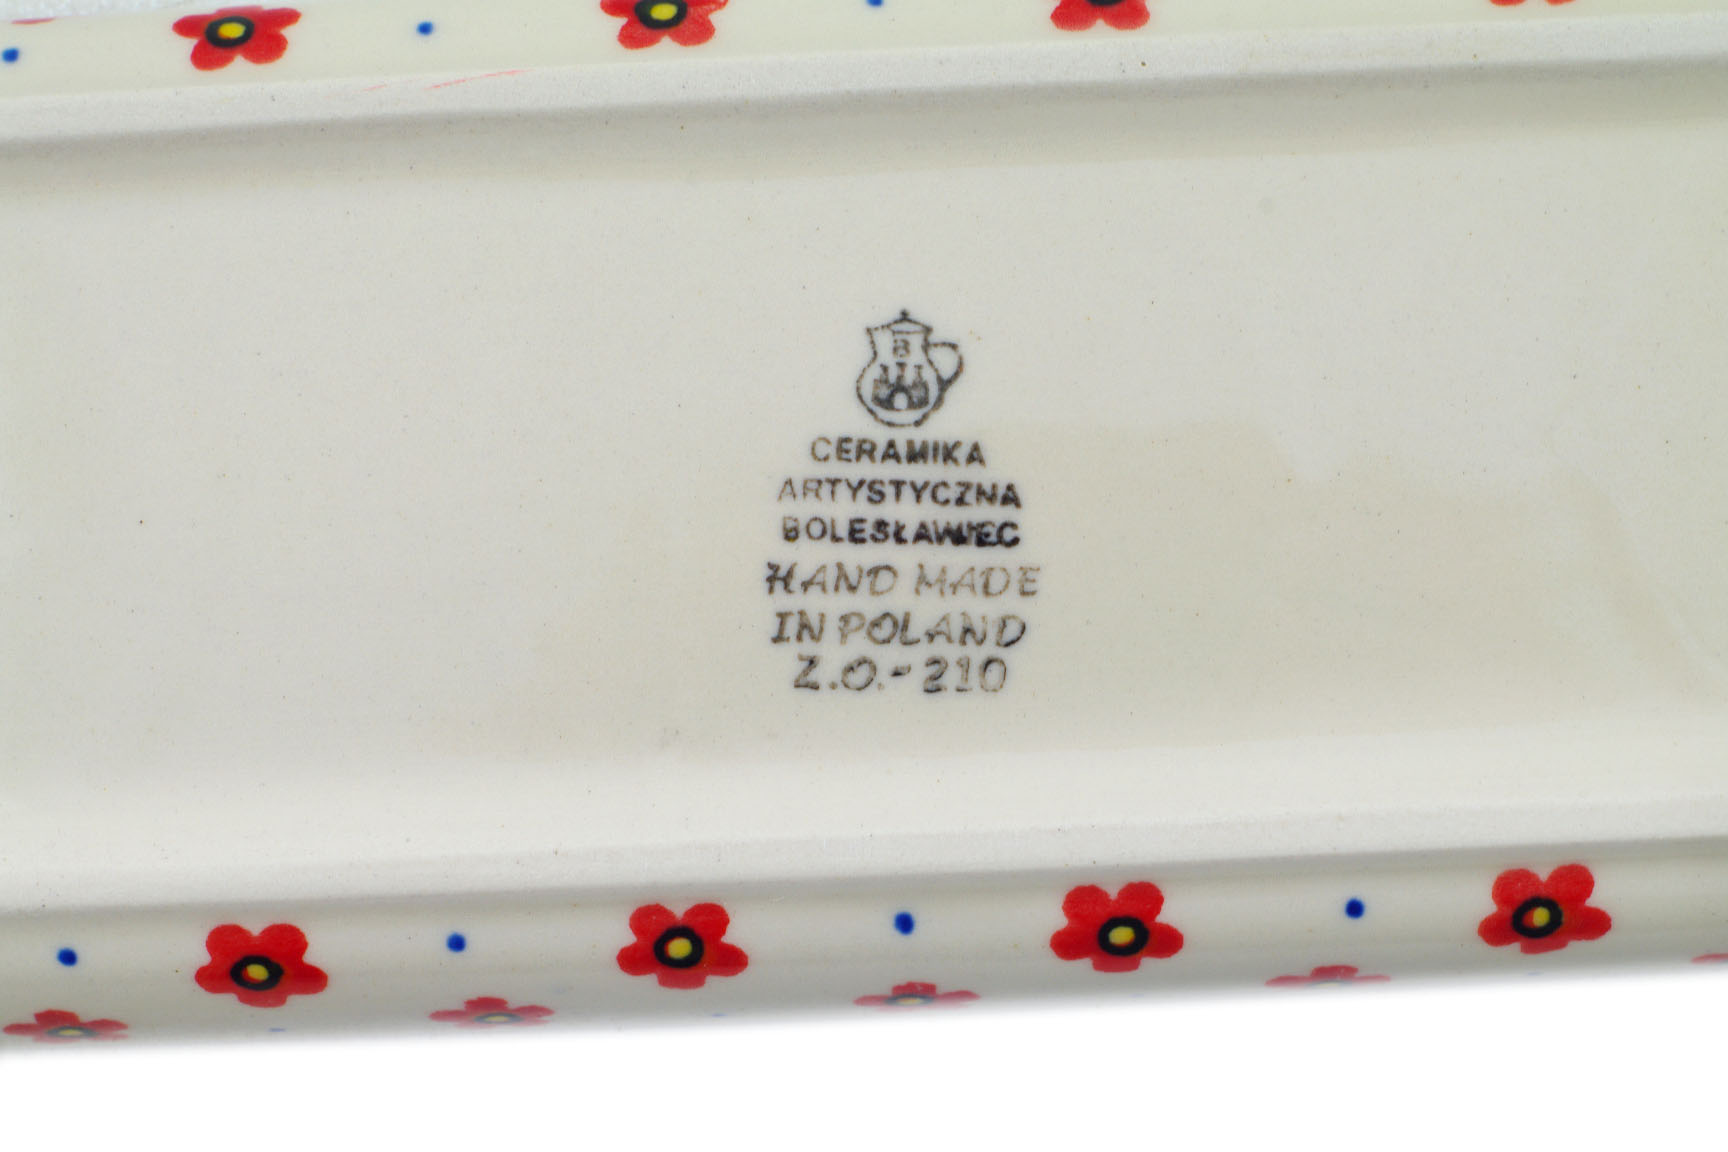 B
CERAMIKA
ARTYSTYCZNA
BOLESŁAWIEC
HAND MADE
IN POLAND
Z.O.-210